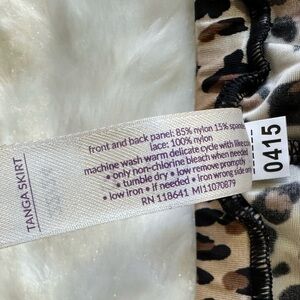 TANGA SKIRT
front and back panel: 85% nylon 15% span
lace: 100% nylon
machine wash warm delicate cycle with like
• only non-chlorine bleach when needed
• tumble dry • low remove promptly
• low iron • if needed • iron wrong side on
RN 118641 MI11070879
0415